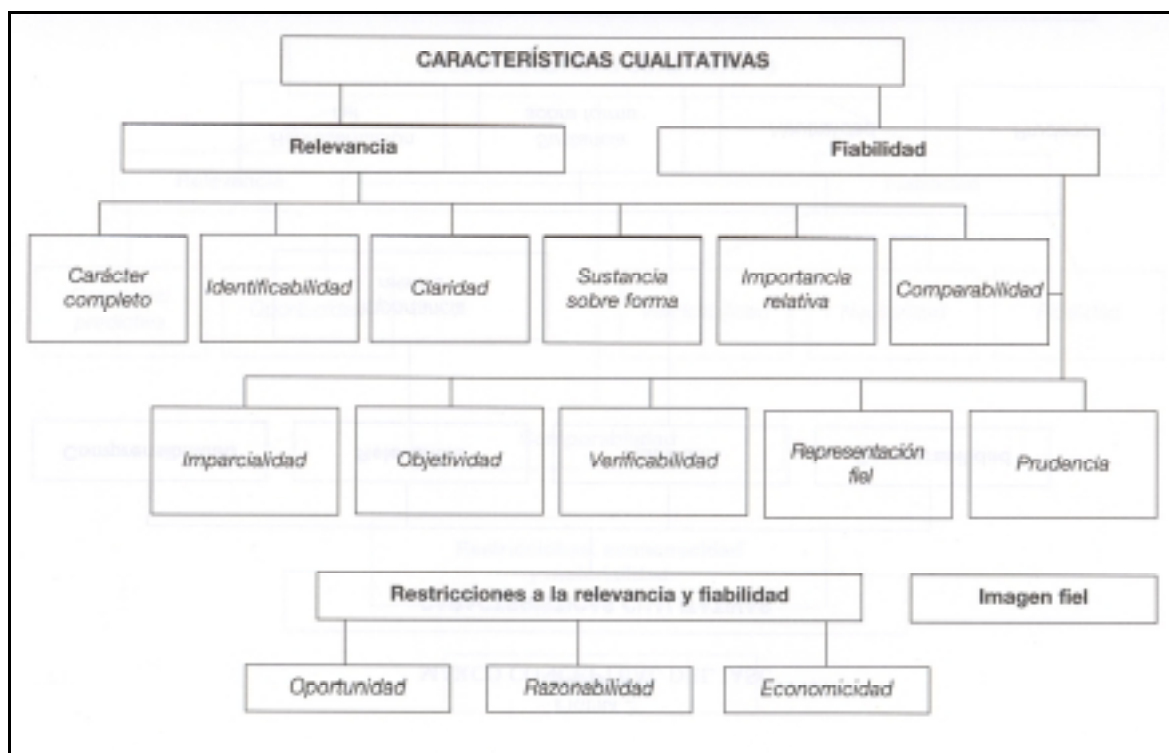 CARACTERÍSTICAS CUALITATIVAS
Relevancia
Fiabilidad
Carácter
completo
Identificabilidad
Claridad
Sustancia
sobre forma
Importancia
relativa
Comparabilidad
Imparcialidad
Objetividad
Verificabilidad
Representación
fiel
Prudencia
Restricciones a la relevancia y fiabilidad
Imagen fiel
Oportunidad
Razonabilidad
Economicidad